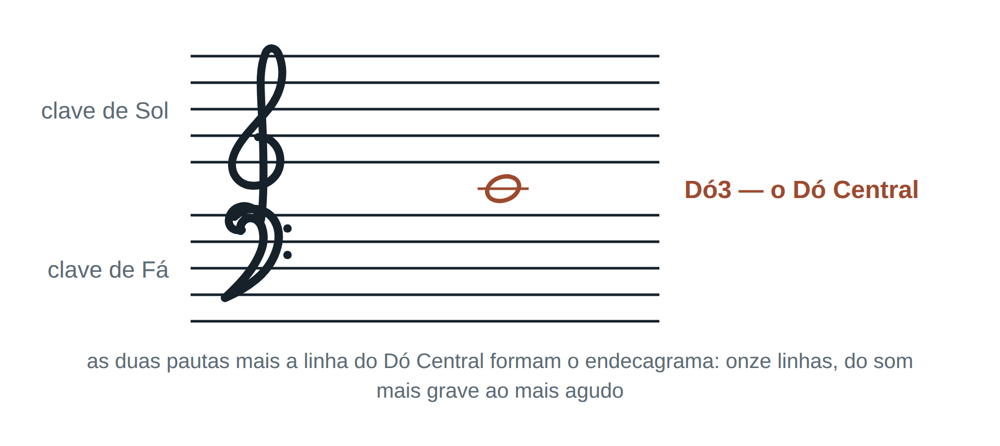 clave de Sol
Dó3 — o Dó Central
clave de Fá
as duas pautas mais a linha do Dó Central formam o endecagrama: onze linhas, do som
mais grave ao mais agudo